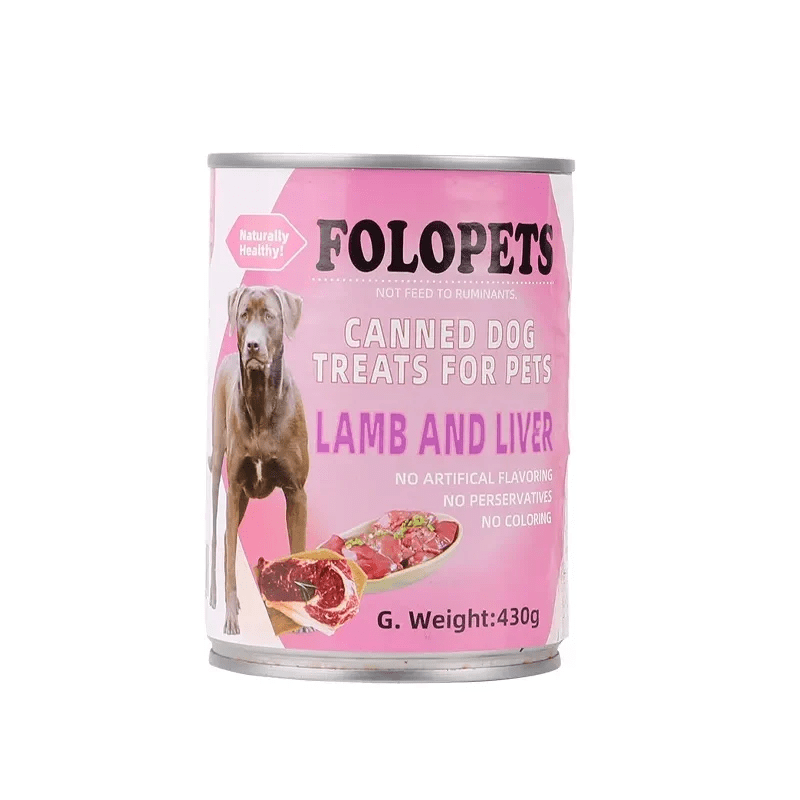 Naturally
Healthy!
FOLOPETS
NOT FEED TO RUMINANTS.
CANNED DOG
TREATS FOR PETS
LAMB AND LIVER
NO ARTIFICAL FLAVORING
NO PERSERVATIVES
NO COLORING
G. Weight:430g